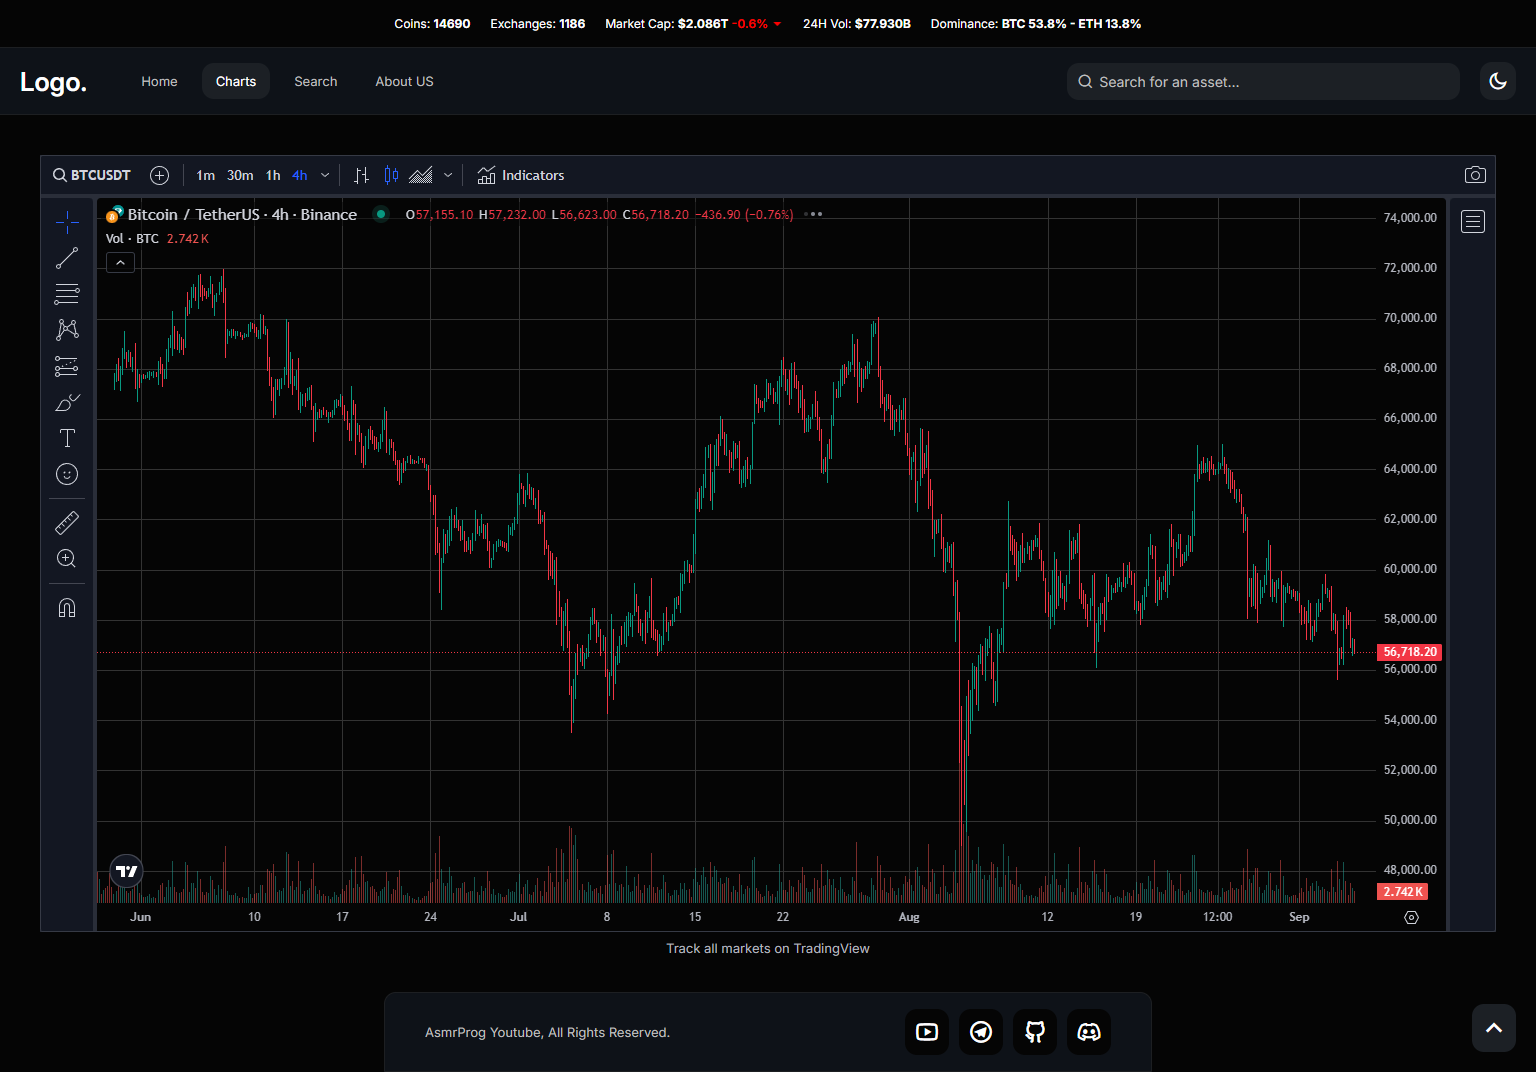 Coins: 14690 Exchanges: 1186 Market Cap: $2.086T -0.6% 24H Vol: $77.930B Dominance: BTC 53.8% - ETH 13.8%
Logo. Home Charts Search About US Search for an asset...
BTCUSDT 1m 30m 1h 4h Indicators
Bitcoin / TetherUS · 4h · Binance O57,155.10 H57,232.00 L56,623.00 C56,718.20 −436.90 (−0.76%)
Vol · BTC 2.742K
74,000.00
72,000.00
70,000.00
68,000.00
66,000.00
64,000.00
62,000.00
60,000.00
58,000.00
56,718.20
56,000.00
54,000.00
52,000.00
50,000.00
48,000.00
2.742K
Jun 10 17 24 Jul 8 15 22 Aug 12 19 12:00 Sep
Track all markets on TradingView
AsmrProg Youtube, All Rights Reserved.